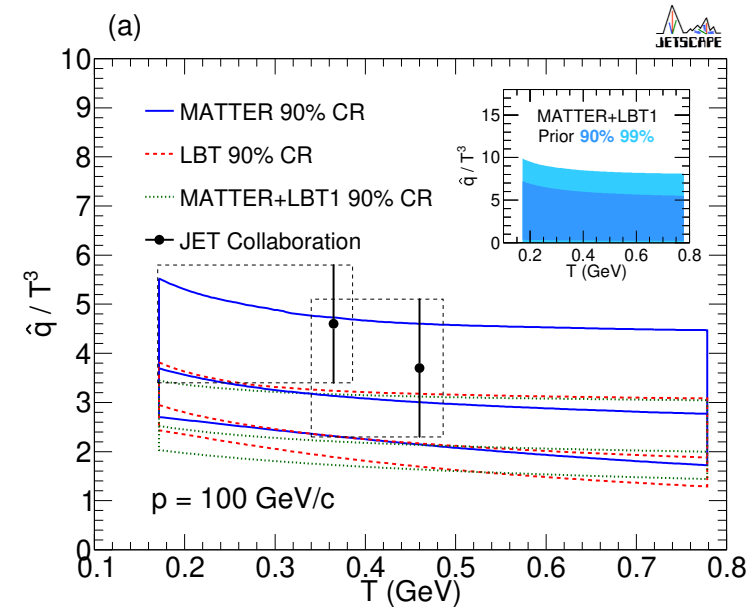 (a)
JETSCAPE
MATTER 90% CR
LBT 90% CR
MATTER+LBT1 90% CR
JET Collaboration
p = 100 GeV/c
q̂ / T³
10
9
8
7
6
5
4
3
2
1
0
0.1 0.2 0.3 0.4 0.5 0.6 0.7 0.8
T (GeV)
MATTER+LBT1
Prior 90% 99%
q̂ / T³
15
10
5
0
0.2 0.4 0.6 0.8
T (GeV)